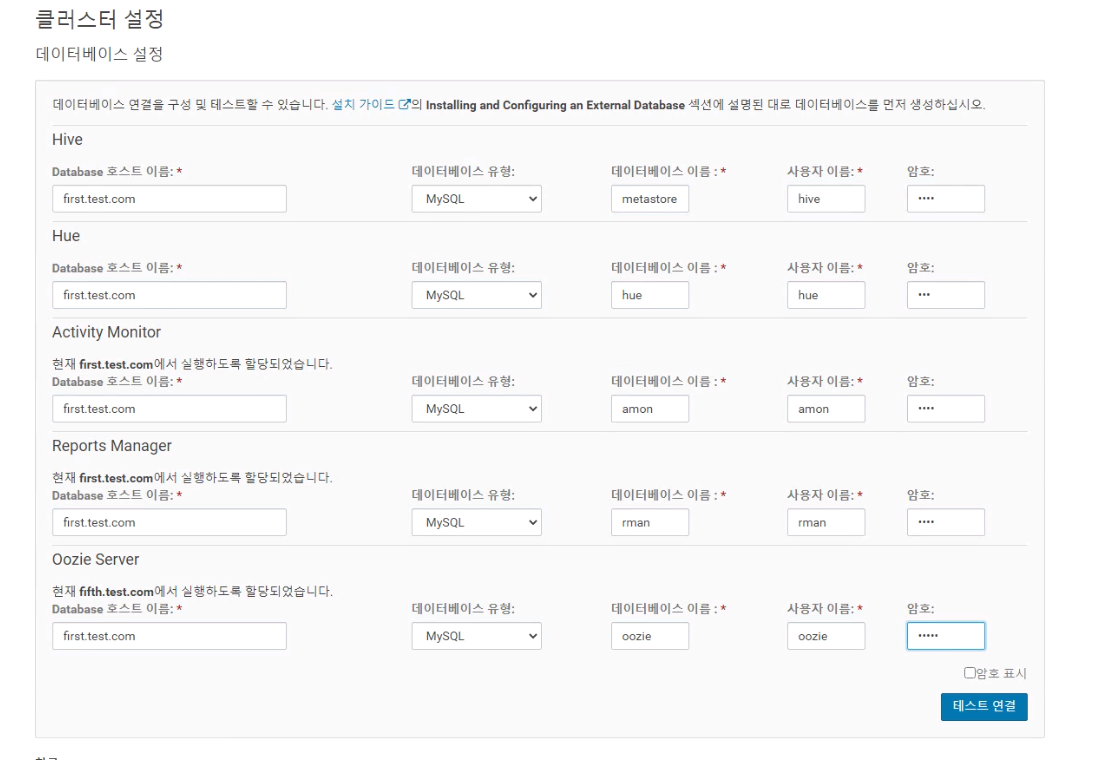 클러스터 설정
데이터베이스 설정
데이터베이스 연결을 구성 및 테스트할 수 있습니다. 설치 가이드 의 Installing and Configuring an External Database 섹션에 설명된 대로 데이터베이스를 먼저 생성하십시오.
Hive
Database 호스트 이름: * 데이터베이스 유형: 데이터베이스 이름 : * 사용자 이름: * 암호:
first.test.com MySQL metastore hive ····
Hue
Database 호스트 이름: * 데이터베이스 유형: 데이터베이스 이름 : * 사용자 이름: * 암호:
first.test.com MySQL hue hue ···
Activity Monitor
현재 first.test.com에서 실행하도록 할당되었습니다.
Database 호스트 이름: * 데이터베이스 유형: 데이터베이스 이름 : * 사용자 이름: * 암호:
first.test.com MySQL amon amon ····
Reports Manager
현재 first.test.com에서 실행하도록 할당되었습니다.
Database 호스트 이름: * 데이터베이스 유형: 데이터베이스 이름 : * 사용자 이름: * 암호:
first.test.com MySQL rman rman ····
Oozie Server
현재 fifth.test.com에서 실행하도록 할당되었습니다.
Database 호스트 이름: * 데이터베이스 유형: 데이터베이스 이름 : * 사용자 이름: * 암호:
first.test.com MySQL oozie oozie ·····
암호 표시
테스트 연결